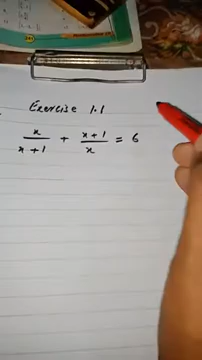 Exercise 1.1
x/(x+1) + (x+1)/x = 6